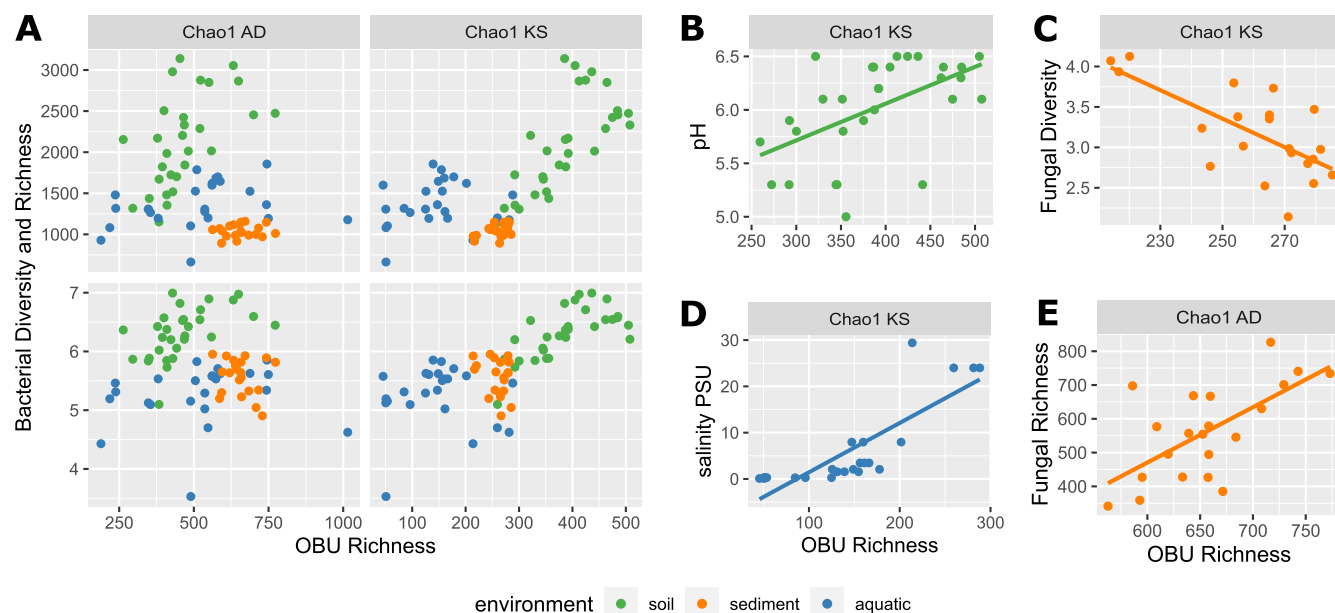 A
Chao1 AD
Chao1 KS
Bacterial Diversity and Richness
3000
2500
2000
1500
1000
7
6
5
4
250
500
750
1000
100
200
300
400
500
OBU Richness
B
Chao1 KS
pH
6.5
6.0
5.5
5.0
250
300
350
400
450
500
C
Chao1 KS
Fungal Diversity
4.0
3.5
3.0
2.5
230
250
270
D
Chao1 KS
salinity PSU
30
20
10
0
100
200
300
OBU Richness
E
Chao1 AD
Fungal Richness
800
700
600
500
400
600
650
700
750
OBU Richness
environment soil sediment aquatic